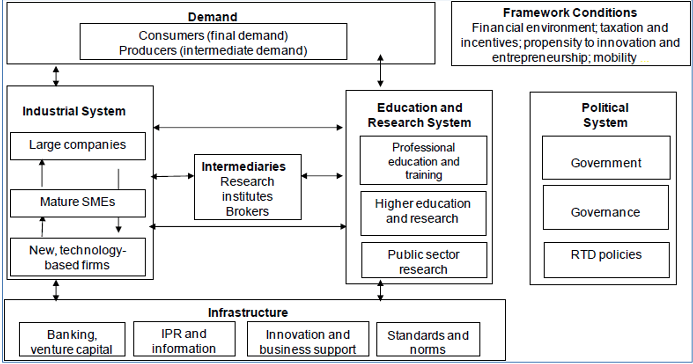 Demand
Consumers (final demand)
Producers (intermediate demand)
Framework Conditions
Financial environment; taxation and
incentives; propensity to innovation and
entrepreneurship; mobility
Industrial System
Large companies
Mature SMEs
New, technology-
based firms
Intermediaries
Research
institutes
Brokers
Education and
Research System
Professional
education and
training
Higher education
and research
Public sector
research
Political
System
Government
Governance
RTD policies
Infrastructure
Banking,
venture capital
IPR and
information
Innovation and
business support
Standards and
norms